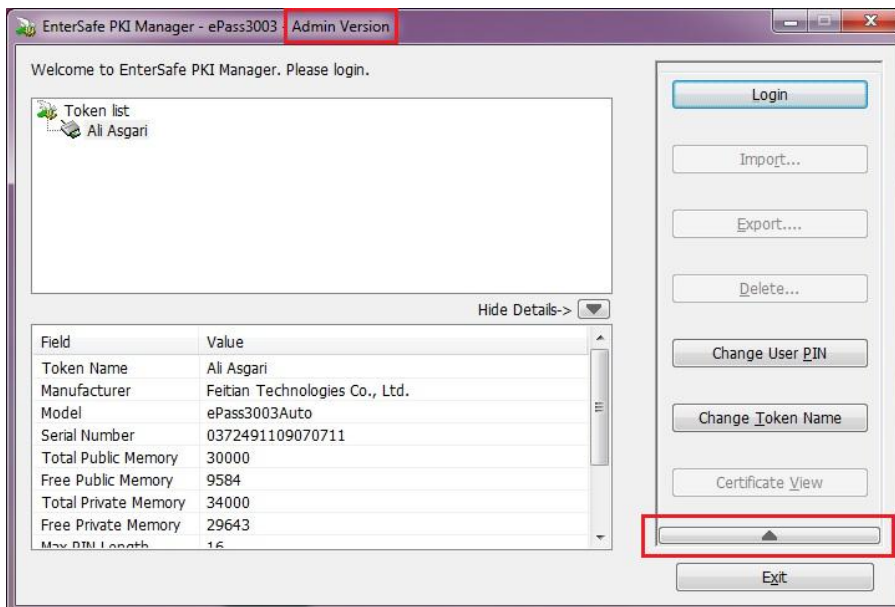 EnterSafe PKI Manager - ePass3003 - Admin Version
Welcome to EnterSafe PKI Manager. Please login.
Token list
Ali Asgari
Hide Details->
Field Value
Token Name Ali Asgari
Manufacturer Feitian Technologies Co., Ltd.
Model ePass3003Auto
Serial Number 0372491109070711
Total Public Memory 30000
Free Public Memory 9584
Total Private Memory 34000
Free Private Memory 29643
Max PIN Length 16
Login
Import...
Export....
Delete...
Change User PIN
Change Token Name
Certificate View
Exit